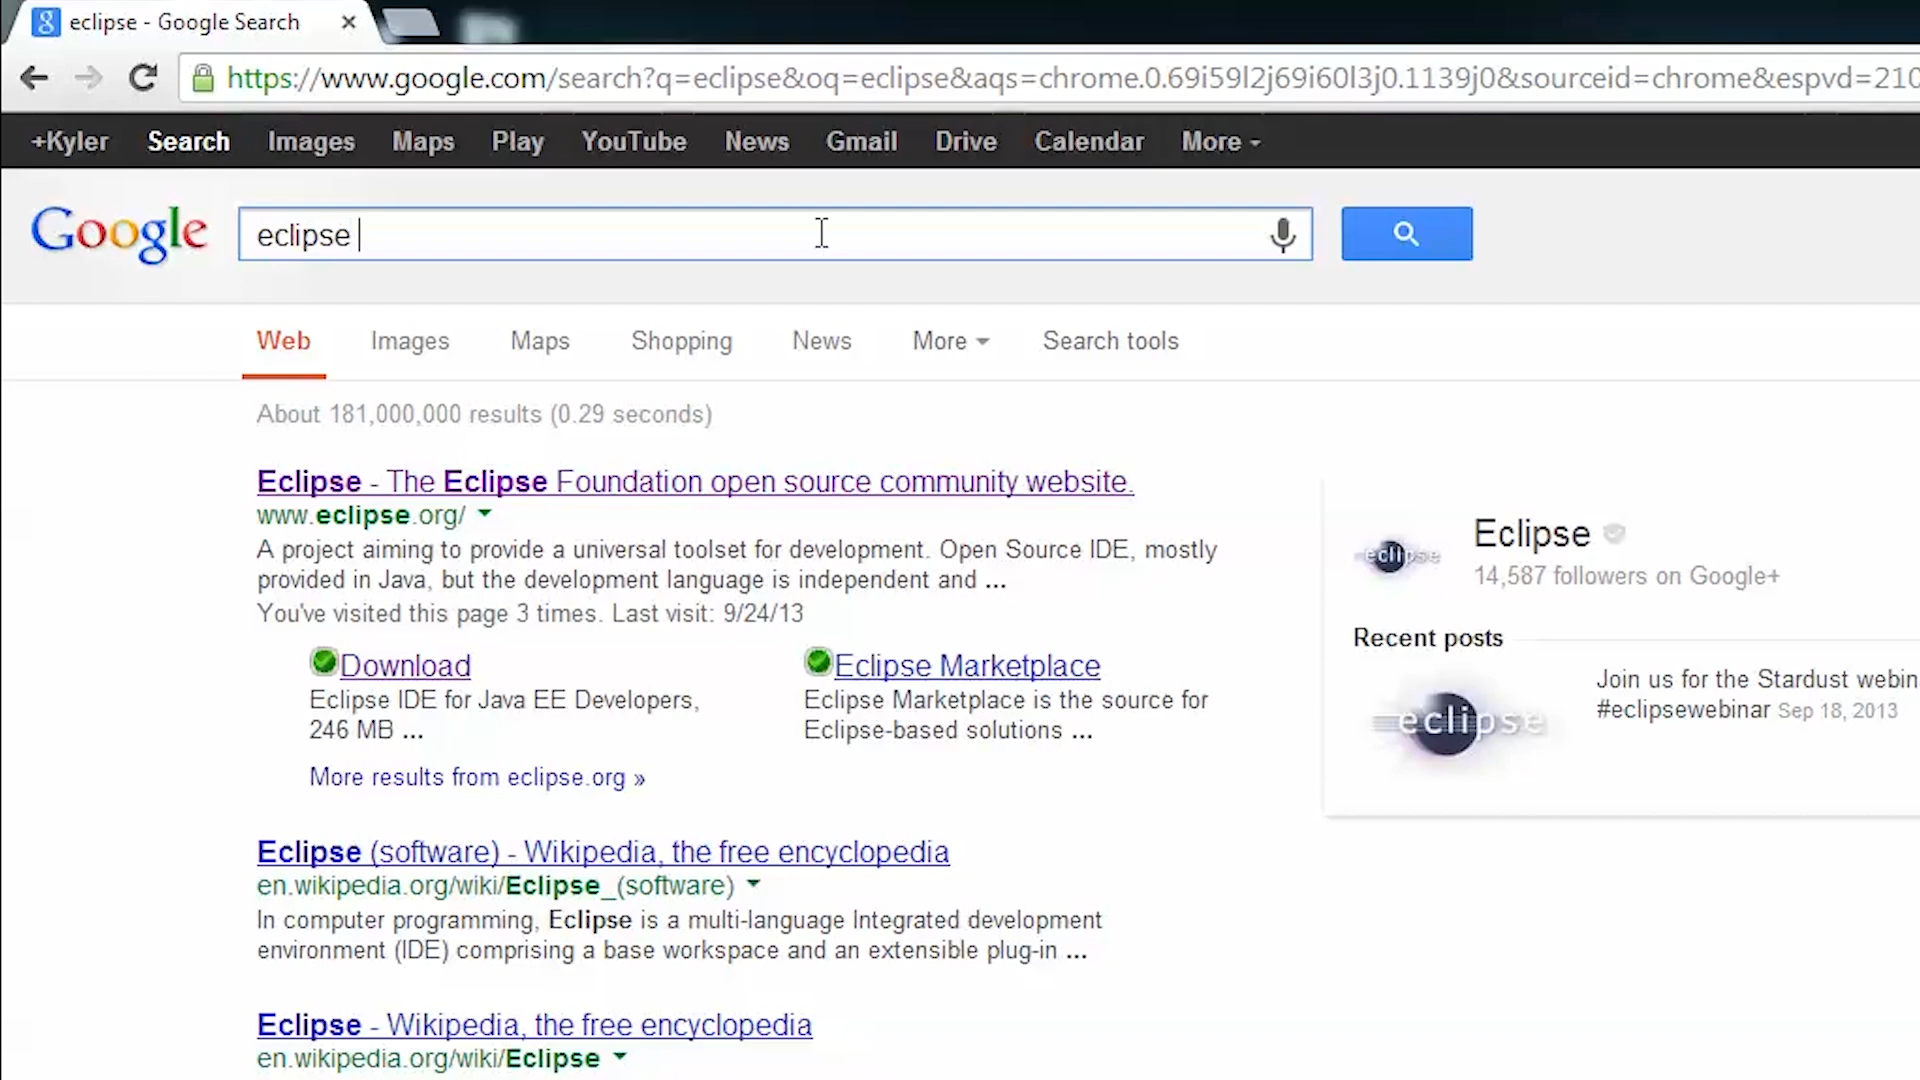 eclipse - Google Search
https://www.google.com/search?q=eclipse&oq=eclipse&aqs=chrome.0.69i59l2j69i60l3j0.1139j0&sourceid=chrome&espvd=210
+Kyler Search Images Maps Play YouTube News Gmail Drive Calendar More
Google
eclipse
Web Images Maps Shopping News More Search tools
About 181,000,000 results (0.29 seconds)
Eclipse - The Eclipse Foundation open source community website.
www.eclipse.org/
A project aiming to provide a universal toolset for development. Open Source IDE, mostly
provided in Java, but the development language is independent and ...
You've visited this page 3 times. Last visit: 9/24/13
Download
Eclipse IDE for Java EE Developers,
246 MB ...
Eclipse Marketplace
Eclipse Marketplace is the source for
Eclipse-based solutions ...
More results from eclipse.org »
Eclipse (software) - Wikipedia, the free encyclopedia
en.wikipedia.org/wiki/Eclipse_(software)
In computer programming, Eclipse is a multi-language Integrated development
environment (IDE) comprising a base workspace and an extensible plug-in ...
Eclipse - Wikipedia, the free encyclopedia
en.wikipedia.org/wiki/Eclipse
eclipse
Eclipse
14,587 followers on Google+
Recent posts
eclipse
Join us for the Stardust webin
#eclipsewebinar Sep 18, 2013